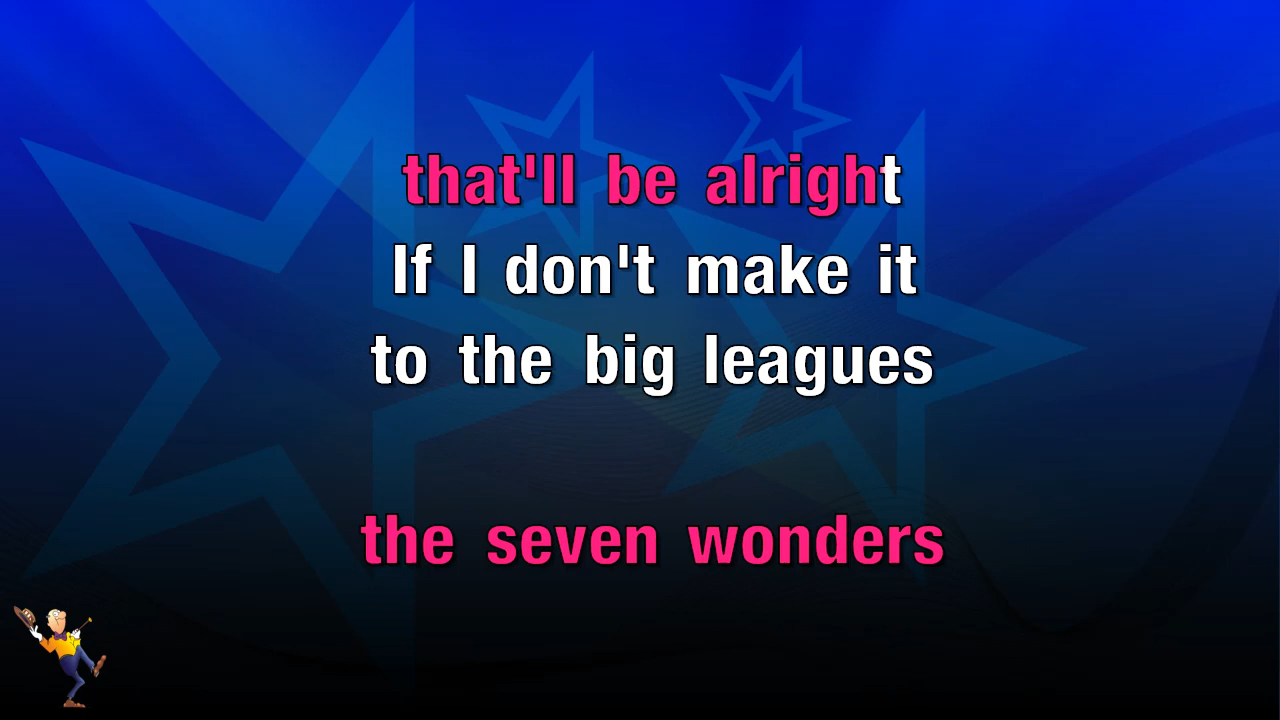 that'll be alright
If I don't make it
to the big leagues
the seven wonders